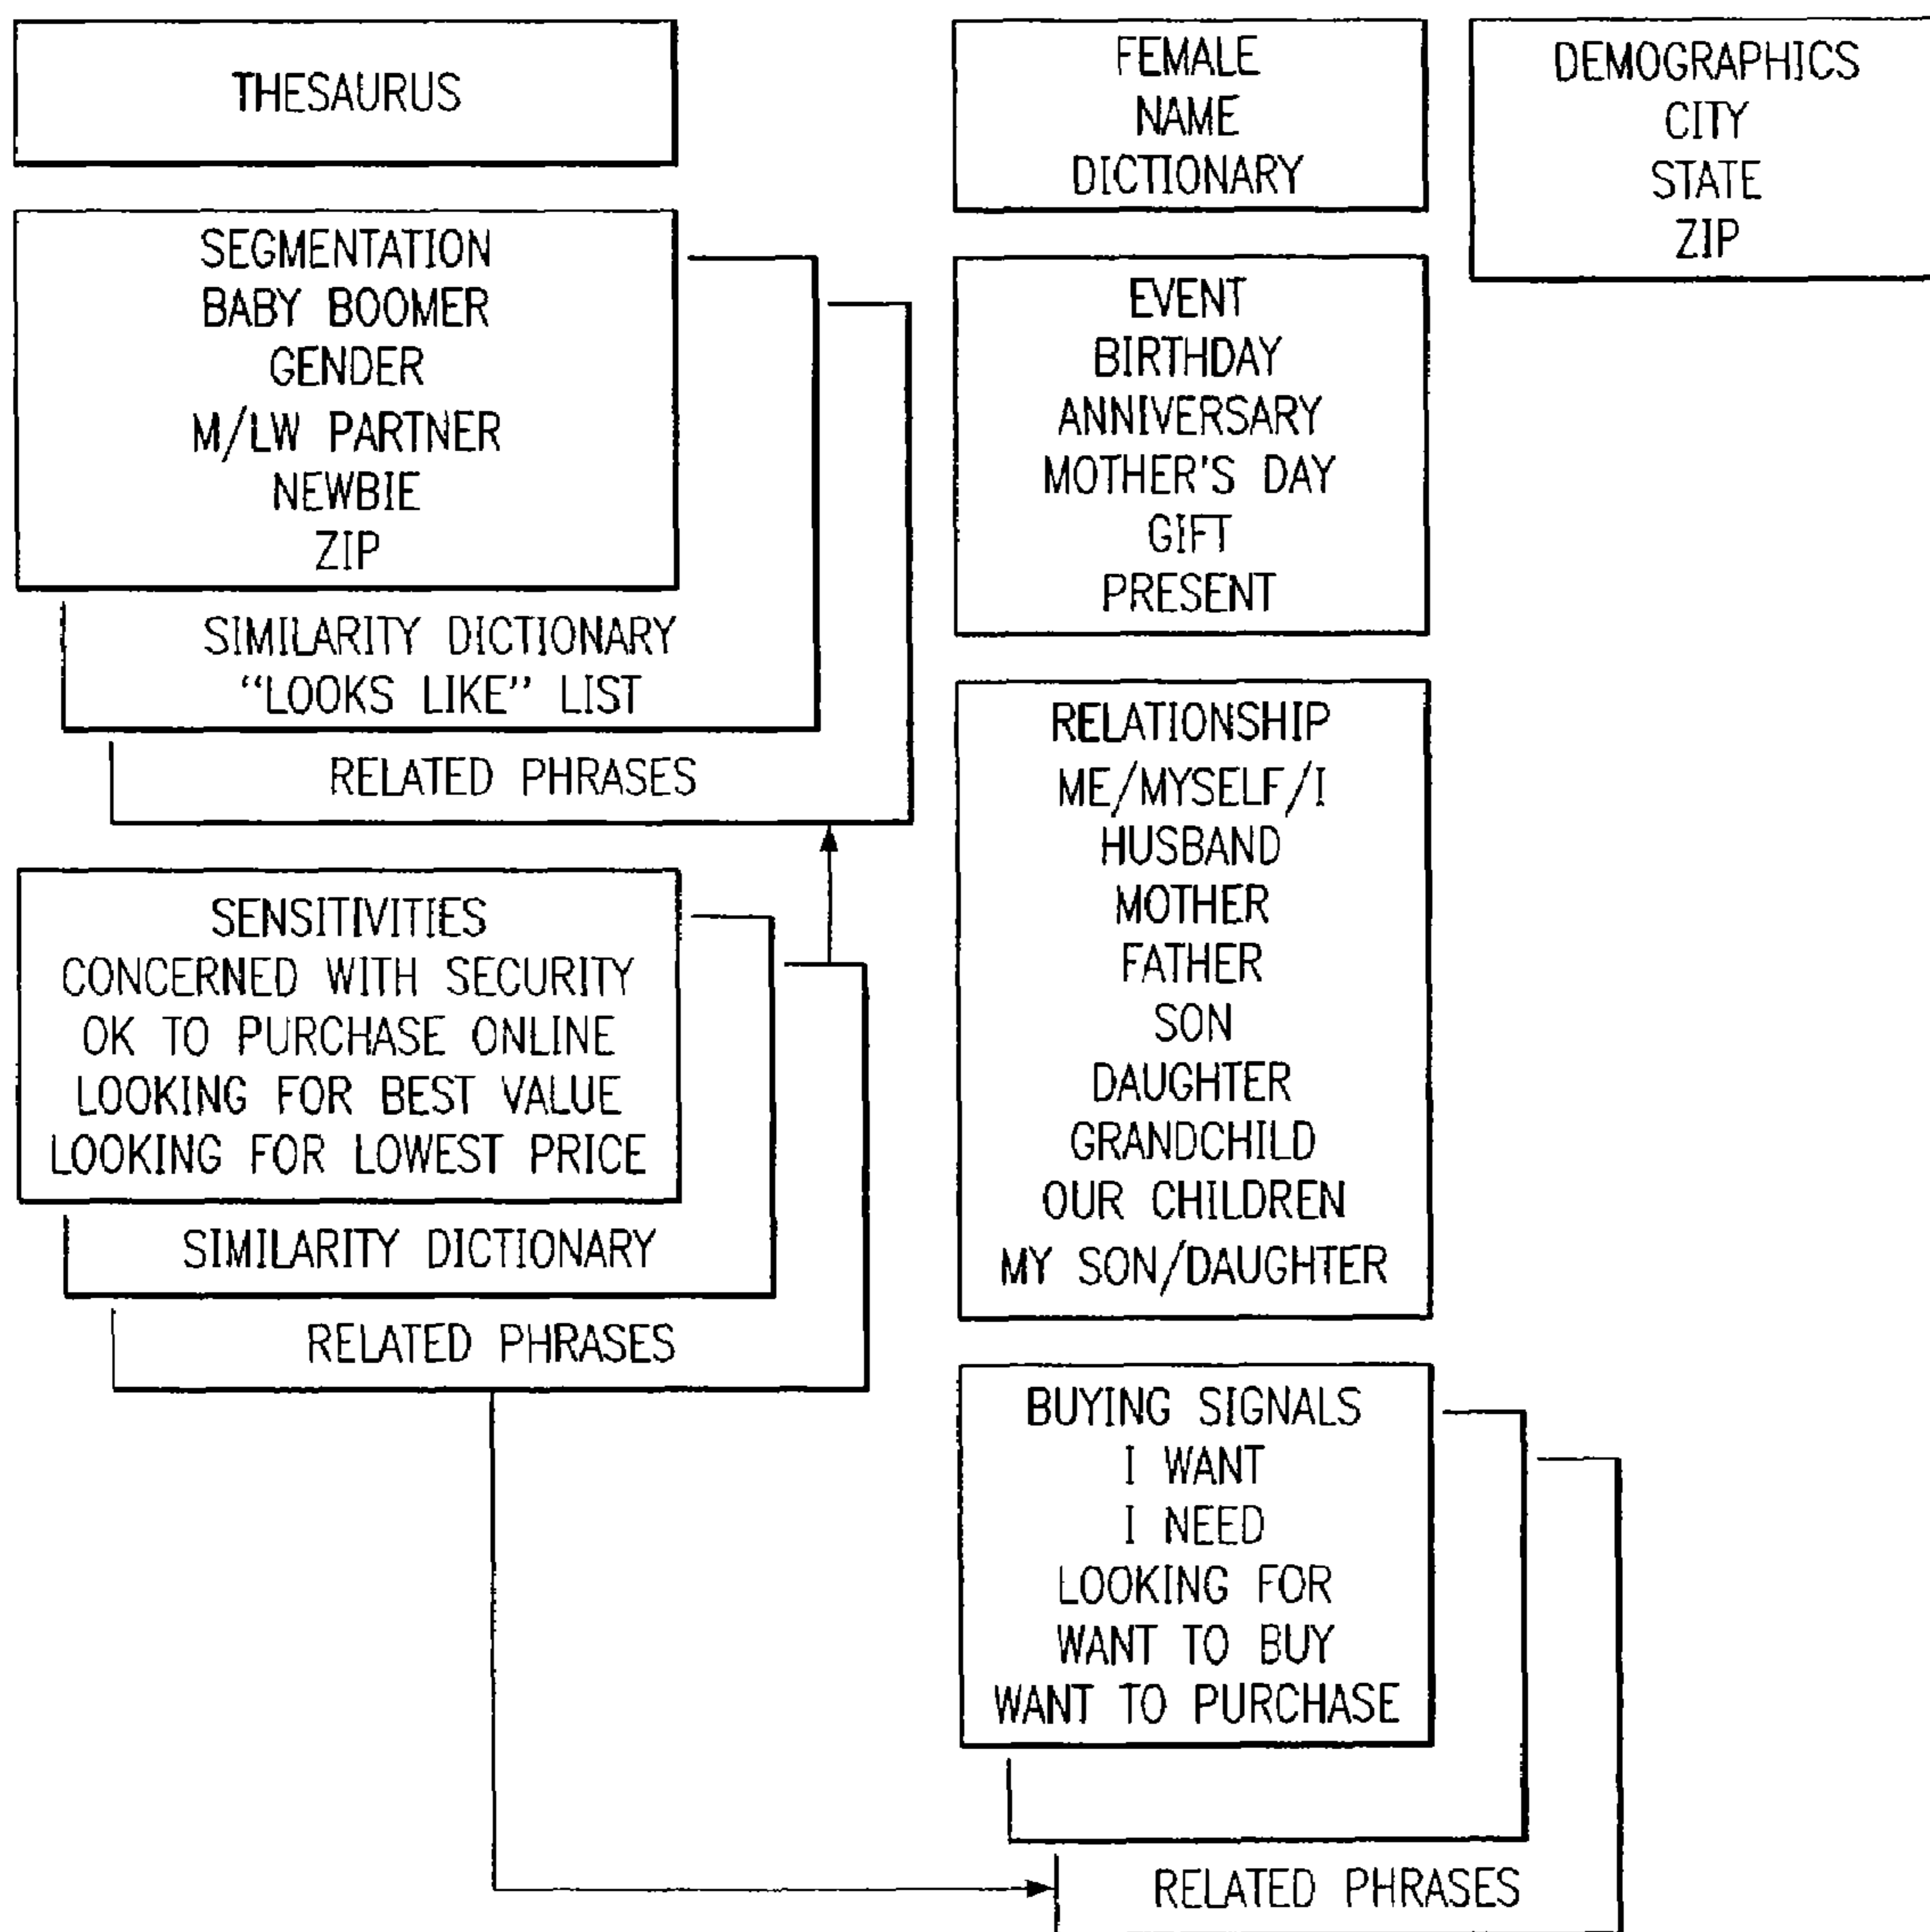 THESAURUS
SEGMENTATION
BABY BOOMER
GENDER
M/LW PARTNER
NEWBIE
ZIP
SIMILARITY DICTIONARY
“LOOKS LIKE” LIST
RELATED PHRASES
SENSITIVITIES
CONCERNED WITH SECURITY
OK TO PURCHASE ONLINE
LOOKING FOR BEST VALUE
LOOKING FOR LOWEST PRICE
SIMILARITY DICTIONARY
RELATED PHRASES
FEMALE
NAME
DICTIONARY
EVENT
BIRTHDAY
ANNIVERSARY
MOTHER'S DAY
GIFT
PRESENT
RELATIONSHIP
ME/MYSELF/I
HUSBAND
MOTHER
FATHER
SON
DAUGHTER
GRANDCHILD
OUR CHILDREN
MY SON/DAUGHTER
BUYING SIGNALS
I WANT
I NEED
LOOKING FOR
WANT TO BUY
WANT TO PURCHASE
RELATED PHRASES
DEMOGRAPHICS
CITY
STATE
ZIP